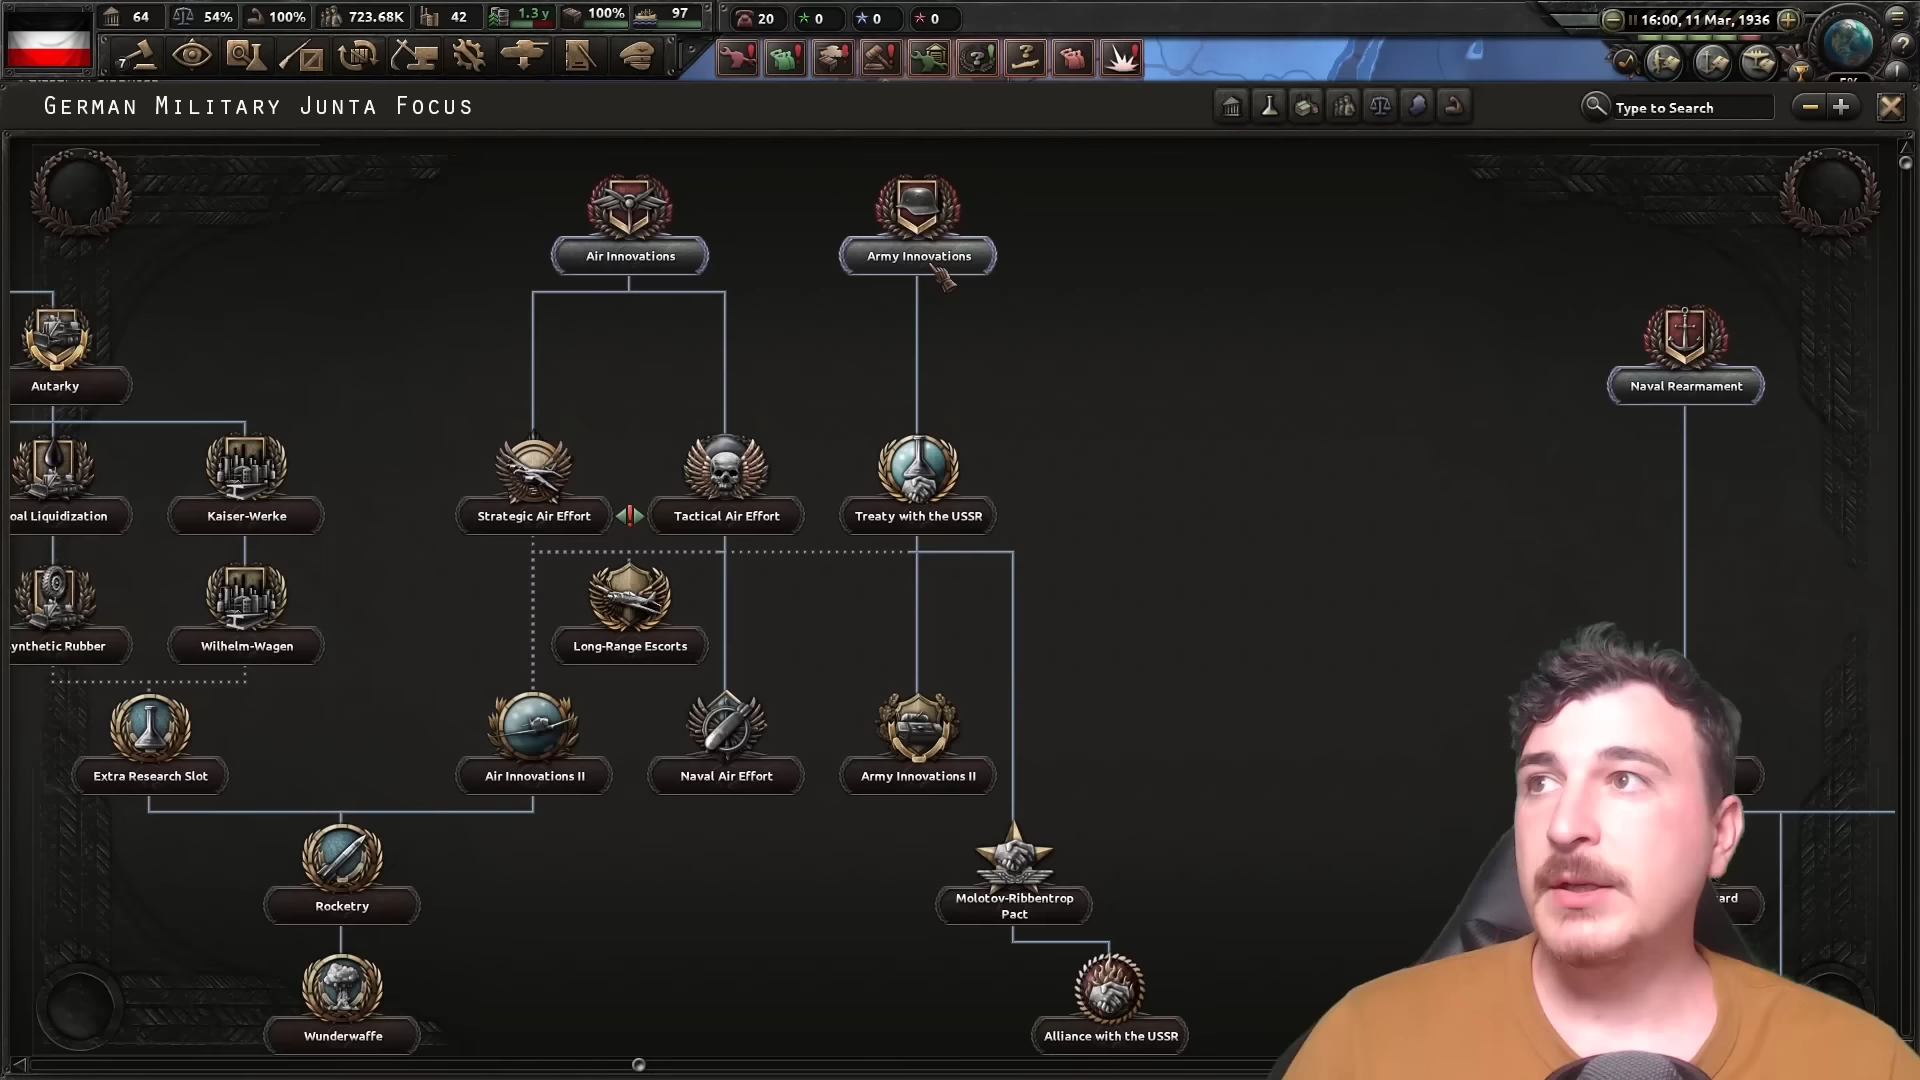 64
54%
100%
723.68K
42
1.3 y
100%
97
20
0
0
0
16:00, 11 Mar, 1936
7
5%
German Military Junta Focus
Type to Search
Air Innovations
Army Innovations
Autarky
Naval Rearmament
oal Liquidization
Kaiser-Werke
Strategic Air Effort
Tactical Air Effort
Treaty with the USSR
ynthetic Rubber
Wilhelm-Wagen
Long-Range Escorts
Extra Research Slot
Air Innovations II
Naval Air Effort
Army Innovations II
Rocketry
Molotov-Ribbentrop
Pact
ard
Wunderwaffe
Alliance with the USSR